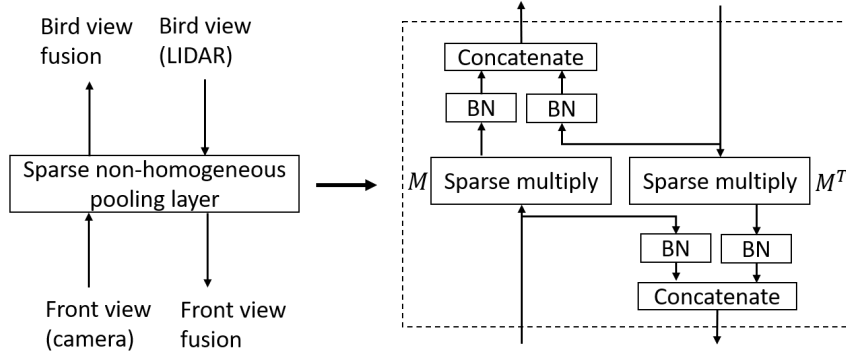 Bird view
fusion
Bird view
(LIDAR)
Sparse non-homogeneous
pooling layer
Front view
(camera)
Front view
fusion
Concatenate
BN
BN
M
Sparse multiply
Sparse multiply
M^T
BN
BN
Concatenate